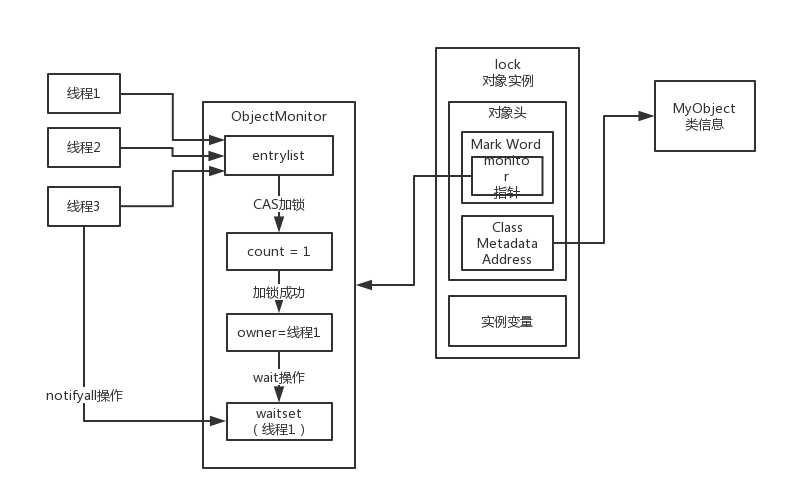 线程1
线程2
线程3
notifyall操作
ObjectMonitor
entrylist
CAS加锁
count = 1
加锁成功
owner=线程1
wait操作
waitset
（线程1）
lock
对象实例
对象头
Mark Word
monito
r
指针
Class
Metadata
Address
实例变量
MyObject
类信息